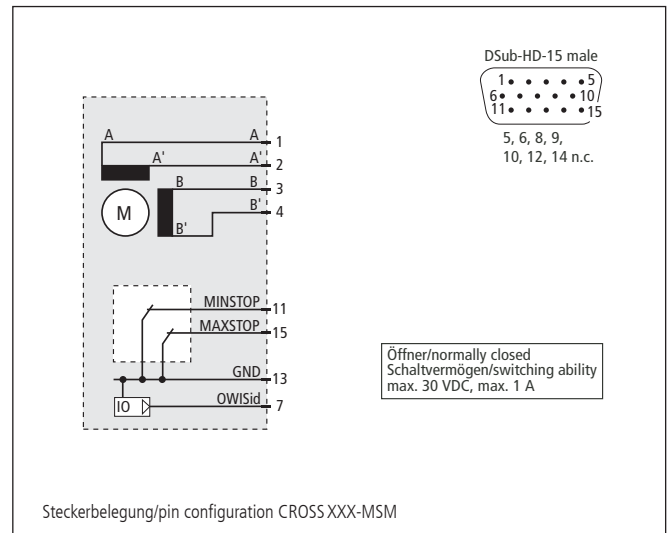 DSub-HD-15 male
1 5
6 10
11 15
5, 6, 8, 9,
10, 12, 14 n.c.
A A 1
A' A' 2
B B 3
M B' 4
B'
MINSTOP 11
MAXSTOP 15
GND 13
IO OWISid 7
Öffner/normally closed
Schaltvermögen/switching ability
max. 30 VDC, max. 1 A
Steckerbelegung/pin configuration CROSS XXX-MSM